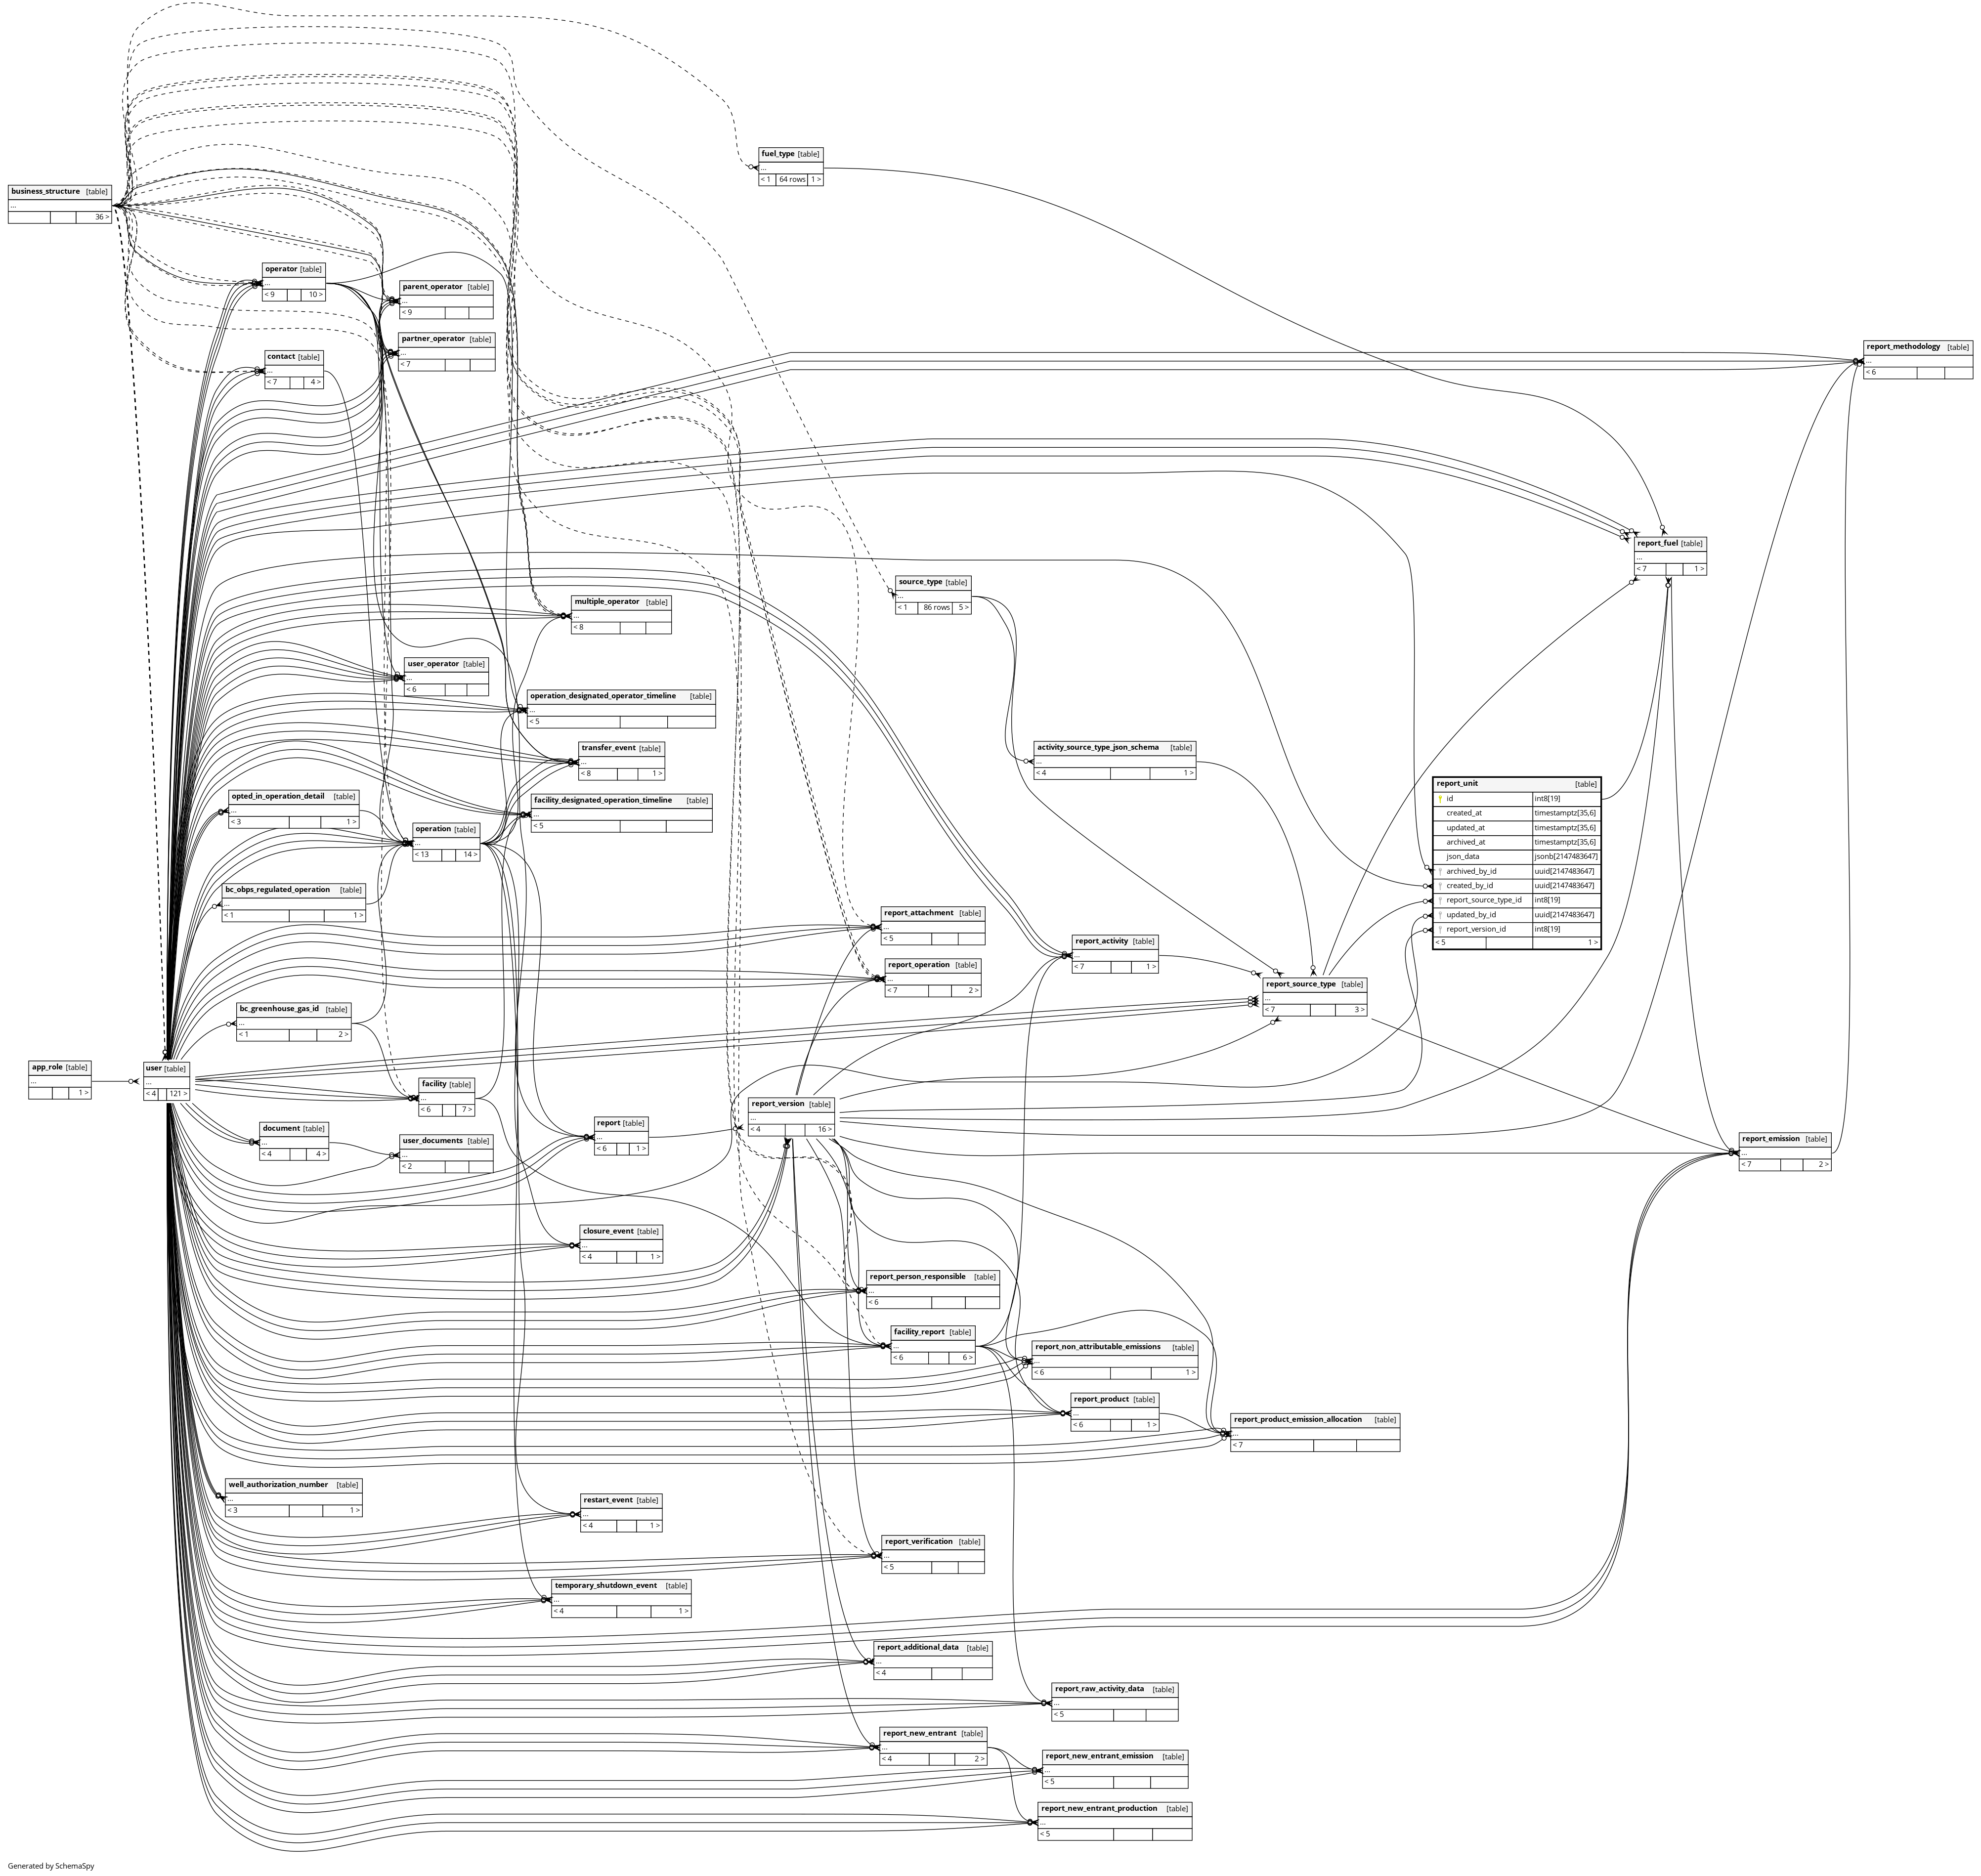 fuel_type [table]
...
< 1 64 rows 1 >
business_structure [table]
...
36 >
operator [table]
...
< 9 10 >
parent_operator [table]
...
< 9
partner_operator [table]
...
< 7
report_methodology [table]
...
< 6
contact [table]
...
< 7 4 >
report_fuel [table]
...
< 7 1 >
source_type [table]
...
< 1 86 rows 5 >
multiple_operator [table]
...
< 8
user_operator [table]
...
< 6
operation_designated_operator_timeline [table]
...
< 5
transfer_event [table]
...
< 8 1 >
activity_source_type_json_schema [table]
...
< 4 1 >
report_unit [table]
id int8[19]
created_at timestamptz[35,6]
updated_at timestamptz[35,6]
archived_at timestamptz[35,6]
json_data jsonb[2147483647]
archived_by_id uuid[2147483647]
created_by_id uuid[2147483647]
report_source_type_id int8[19]
updated_by_id uuid[2147483647]
report_version_id int8[19]
< 5 1 >
opted_in_operation_detail [table]
...
< 3 1 >
facility_designated_operation_timeline [table]
...
< 5
operation [table]
...
< 13 14 >
bc_obps_regulated_operation [table]
...
< 1 1 >
report_attachment [table]
...
< 5
report_activity [table]
...
< 7 1 >
report_operation [table]
...
< 7 2 >
report_source_type [table]
...
< 7 3 >
bc_greenhouse_gas_id [table]
...
< 1 2 >
app_role [table]
...
1 >
user [table]
...
< 4 121 >
facility [table]
...
< 6 7 >
report_version [table]
...
< 4 16 >
document [table]
...
< 4 4 >
user_documents [table]
...
< 2
report [table]
...
< 6 1 >
report_emission [table]
...
< 7 2 >
closure_event [table]
...
< 4 1 >
report_person_responsible [table]
...
< 6
facility_report [table]
...
< 6 6 >
report_non_attributable_emissions [table]
...
< 6 1 >
report_product [table]
...
< 6 1 >
report_product_emission_allocation [table]
...
< 7
well_authorization_number [table]
...
< 3 1 >
restart_event [table]
...
< 4 1 >
report_verification [table]
...
< 5
temporary_shutdown_event [table]
...
< 4 1 >
report_additional_data [table]
...
< 4
report_raw_activity_data [table]
...
< 5
report_new_entrant [table]
...
< 4 2 >
report_new_entrant_emission [table]
...
< 5
report_new_entrant_production [table]
...
< 5
Generated by SchemaSpy